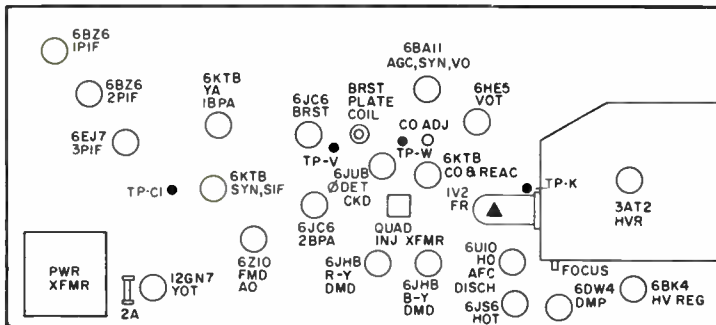 6BZ6
1PIF
6BZ6
2PIF
6EJ7
3PIF
6KT8
YA
1BPA
6JC6
BRST
BRST
PLATE
COIL
6BA11
AGC,SYN,VO
6HE5
VOT
CO ADJ
TP-V
TP-W
6KT8
CO & REAC
TP-CI
6KT8
SYN,SIF
6JU8
ØDET
CKD
1V2
FR
TP-K
3AT2
HVR
6JC6
2BPA
QUAD
INJ XFMR
PWR
XFMR
2A
12GN7
YOT
6Z10
FMD
AO
6JH8
R-Y
DMD
6JH8
B-Y
DMD
6U10
HO
AFC
DISCH
6JS6
HOT
FOCUS
6DW4
DMP
6BK4
HV REG